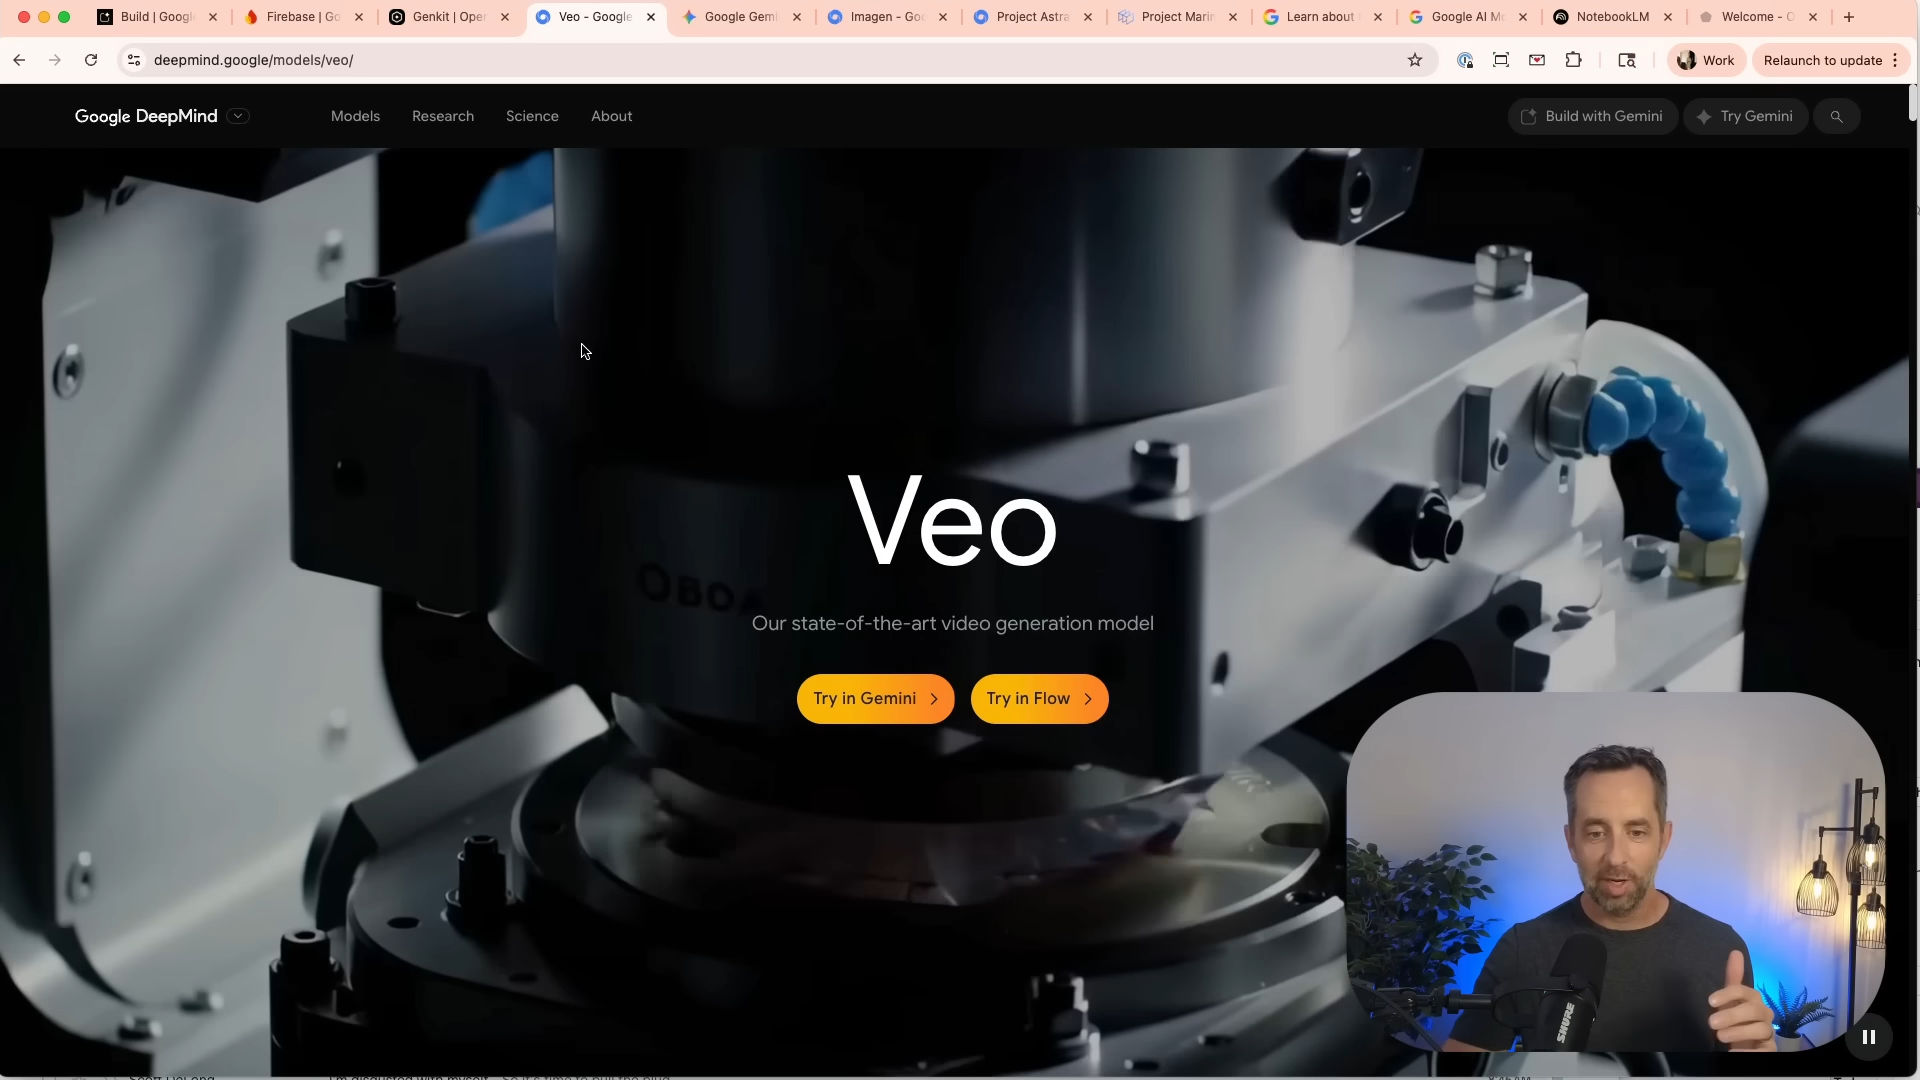 Build | Googl
Firebase | Go
Genkit | Oper
Veo - Google
Google Gemi
Imagen - Goo
Project Astra
Project Marin
Learn about
Google AI M
NotebookLM
Welcome - O
deepmind.google/models/veo/
Work
Relaunch to update
Google DeepMind
Models
Research
Science
About
Build with Gemini
Try Gemini
Veo
Our state-of-the-art video generation model
Try in Gemini
Try in Flow
SHURE